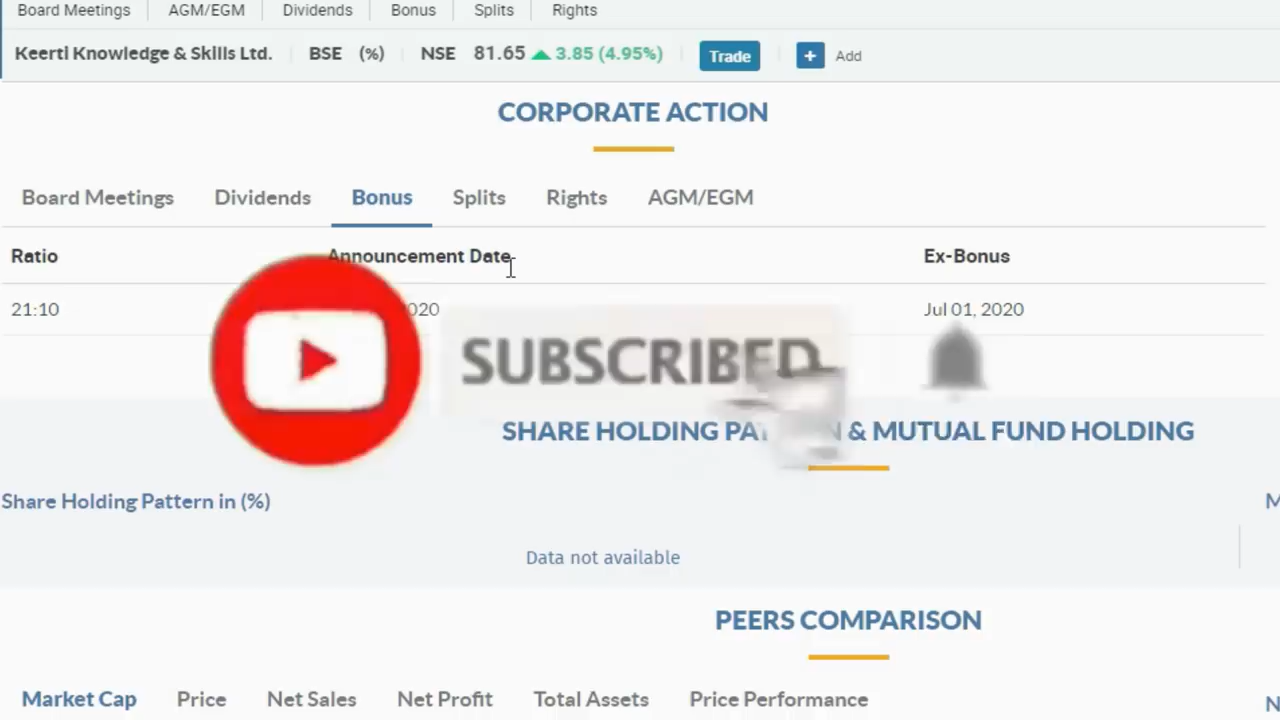 Board Meetings AGM/EGM Dividends Bonus Splits Rights
Keerti Knowledge & Skills Ltd. BSE (%) NSE 81.65 3.85 (4.95%) Trade + Add
CORPORATE ACTION
Board Meetings Dividends Bonus Splits Rights AGM/EGM
Ratio Announcement Date Ex-Bonus
21:10 020 Jul 01, 2020
SUBSCRIBED
SHARE HOLDING & MUTUAL FUND HOLDING
Share Holding Pattern in (%)
Data not available
PEERS COMPARISON
Market Cap Price Net Sales Net Profit Total Assets Price Performance